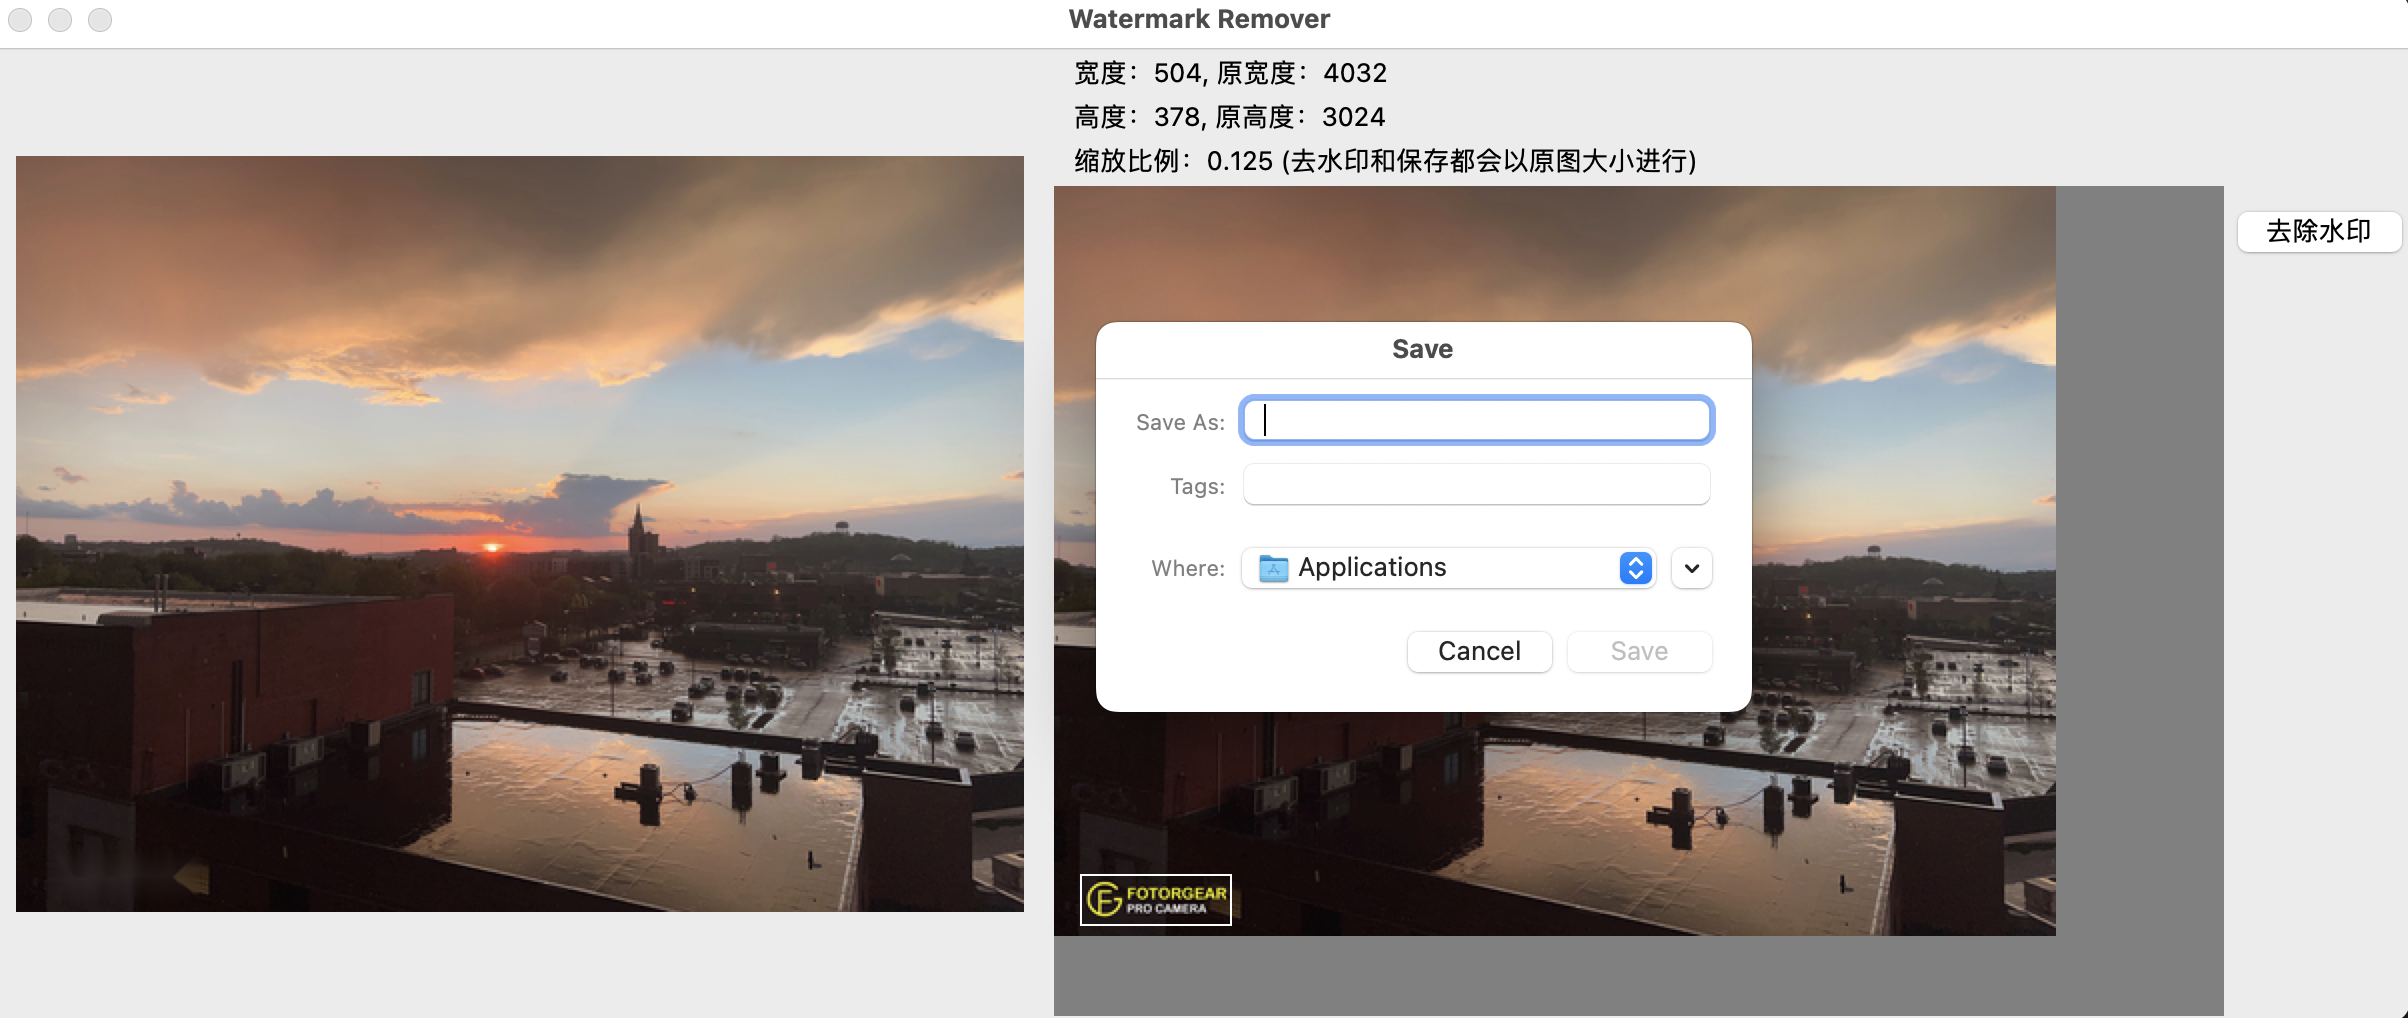 Watermark Remover
宽度：504, 原宽度：4032
高度：378, 原高度：3024
缩放比例：0.125 (去水印和保存都会以原图大小进行)
去除水印
Save
Save As:
Tags:
Where: Applications
Cancel Save
FOTORGEAR
PRO CAMERA